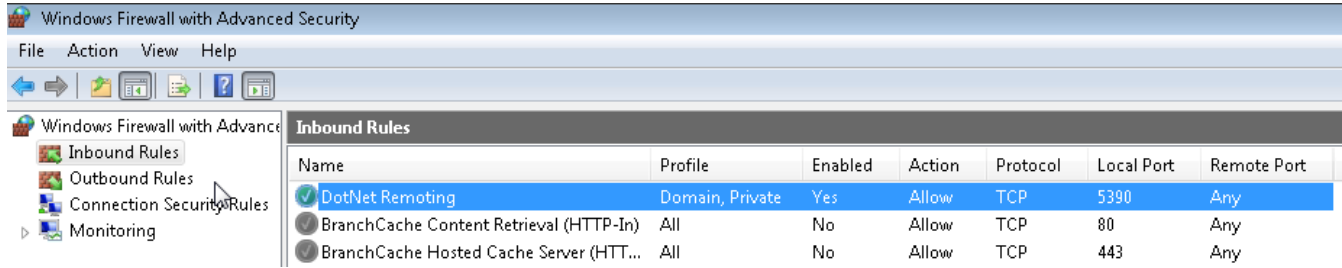 Windows Firewall with Advanced Security
File Action View Help
Windows Firewall with Advance
Inbound Rules
Outbound Rules
Connection Security Rules
Monitoring
Inbound Rules
Name Profile Enabled Action Protocol Local Port Remote Port
DotNet Remoting Domain, Private Yes Allow TCP 5390 Any
BranchCache Content Retrieval (HTTP-In) All No Allow TCP 80 Any
BranchCache Hosted Cache Server (HTT... All No Allow TCP 443 Any